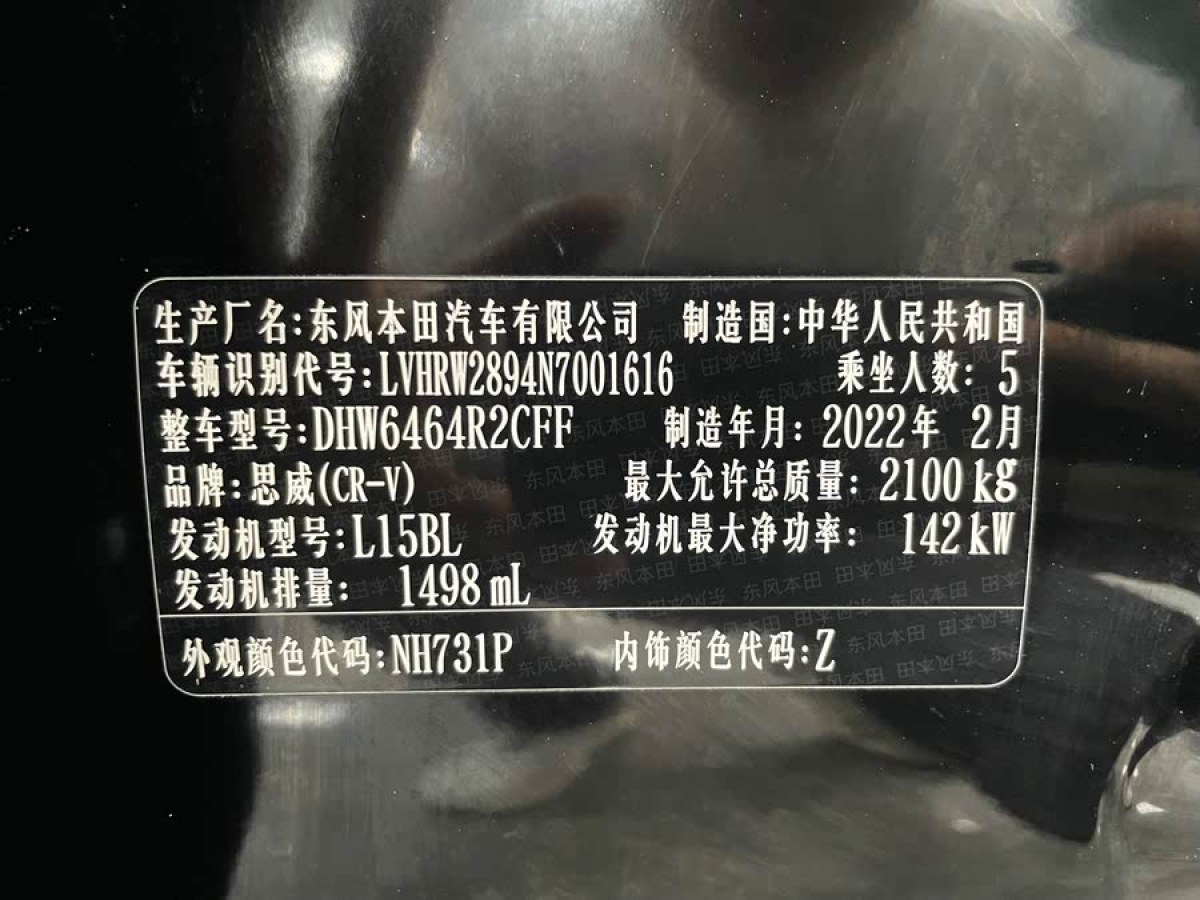 生产厂名:东风本田汽车有限公司 制造国:中华人民共和国
车辆识别代号:LVHRW2894N7001616 乘坐人数: 5
整车型号:DHW6464R2CFF 制造年月: 2022年 2月
品牌:思威(CR-V) 最大允许总质量: 2100 kg
发动机型号:L15BL 发动机最大净功率: 142 kW
发动机排量: 1498 mL
外观颜色代码:NH731P 内饰颜色代码:Z